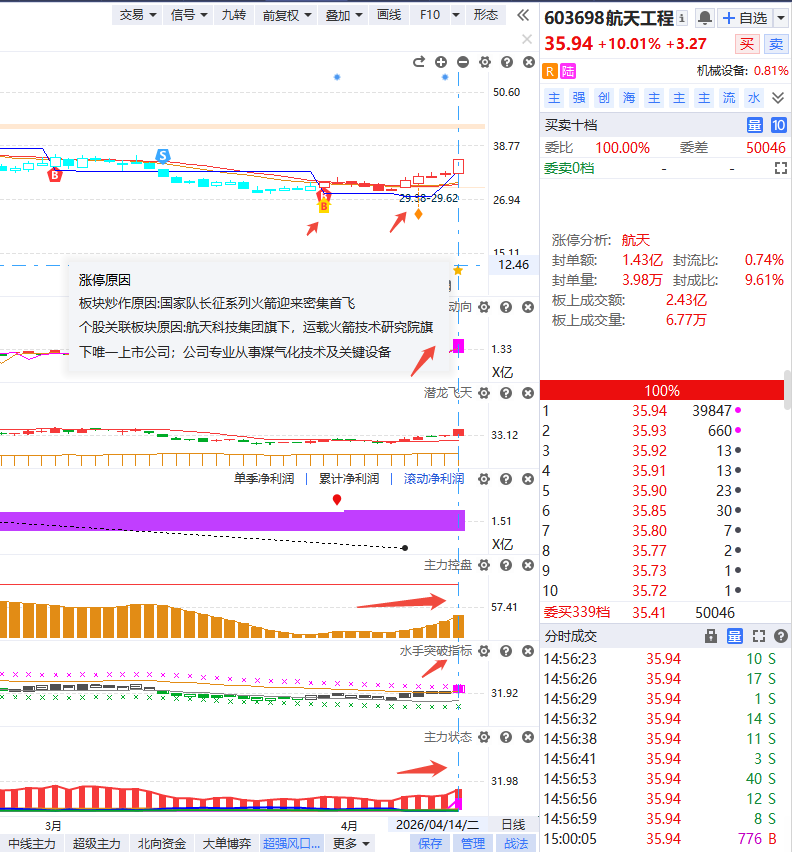 交易 信号 九转 前复权 叠加 画线 F10 形态
50.60
38.77
S
B
B
29.38-29.62
26.94
15.11
12.46
涨停原因
板块炒作原因:国家队长征系列火箭迎来密集首飞
个股关联板块原因:航天科技集团旗下，运载火箭技术研究院旗
下唯一上市公司；公司专业从事煤气化技术及关键设备
动向
1.33
X亿
潜龙飞天
33.12
单季净利润 累计净利润 滚动净利润
1.51
X亿
主力控盘
57.41
水手突破指标
31.92
主力状态
31.98
3月 4月 2026/04/14/二 日线
中线主力 超级主力 北向资金 大单博弈 超强风口... 更多 保存 管理 战法
603698航天工程 自选
35.94 +10.01% +3.27 买 卖
R 陆 机械设备: 0.81%
主 强 创 海 主 主 主 流 水
买卖十档 量 10
委比 100.00% 委差 50046
委卖0档 - -
涨停分析: 航天
封单额: 1.43亿 封流比: 0.74%
封单量: 3.98万 封成比: 9.61%
板上成交额: 2.43亿
板上成交量: 6.77万
100%
1 35.94 39847
2 35.93 660
3 35.92 13
4 35.91 13
5 35.90 23
6 35.85 30
7 35.80 7
8 35.77 2
9 35.73 1
10 35.72 1
委买339档 35.41 50046
分时成交 量
14:56:23 35.94 10 S
14:56:26 35.94 17 S
14:56:29 35.94 1 S
14:56:32 35.94 14 S
14:56:38 35.94 11 S
14:56:41 35.94 3 S
14:56:53 35.94 40 S
14:56:56 35.94 12 S
14:56:59 35.94 8 S
15:00:05 35.94 776 B